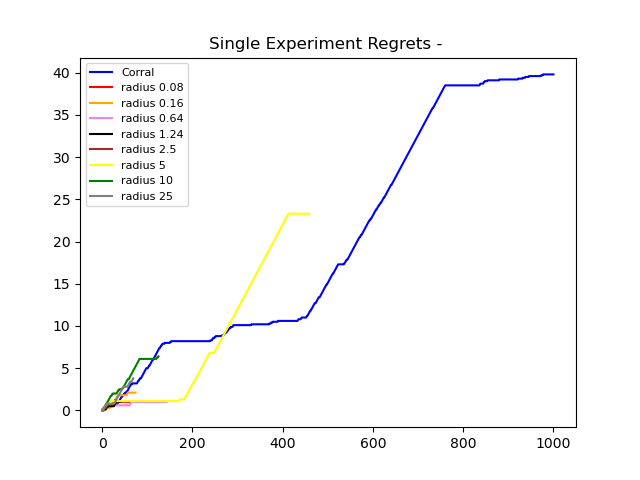 Single Experiment Regrets -
Corral
radius 0.08
radius 0.16
radius 0.64
radius 1.24
radius 2.5
radius 5
radius 10
radius 25
40
35
30
25
20
15
10
5
0
0 200 400 600 800 1000